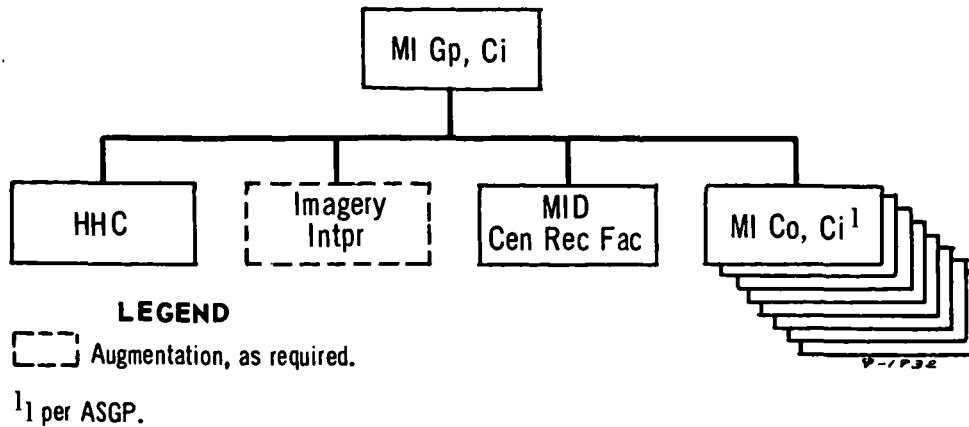 MI Gp, Ci
HHC
Imagery
Intpr
MID
Cen Rec Fac
MI Co, Ci¹
LEGEND
Augmentation, as required.
¹1 per ASGP.